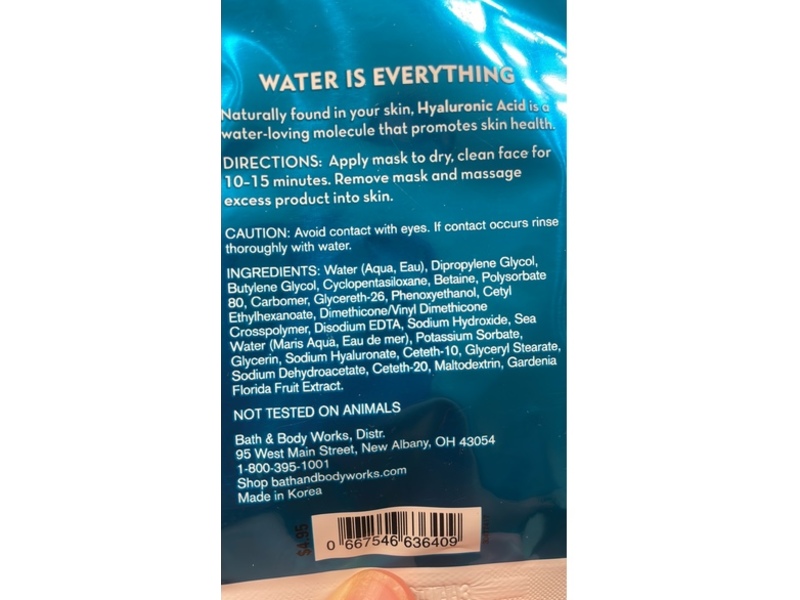 WATER IS EVERYTHING
Naturally found in your skin, Hyaluronic Acid is a
water-loving molecule that promotes skin health.
DIRECTIONS: Apply mask to dry, clean face for
10-15 minutes. Remove mask and massage
excess product into skin.
CAUTION: Avoid contact with eyes. If contact occurs rinse
thoroughly with water.
INGREDIENTS: Water (Aqua, Eau), Dipropylene Glycol,
Butylene Glycol, Cyclopentasiloxane, Betaine, Polysorbate
80, Carbomer, Glycereth-26, Phenoxyethanol, Cetyl
Ethylhexanoate, Dimethicone/Vinyl Dimethicone
Crosspolymer, Disodium EDTA, Sodium Hydroxide, Sea
Water (Maris Aqua, Eau de mer), Potassium Sorbate,
Glycerin, Sodium Hyaluronate, Ceteth-10, Glyceryl Stearate,
Sodium Dehydroacetate, Ceteth-20, Maltodextrin, Gardenia
Florida Fruit Extract.
NOT TESTED ON ANIMALS
Bath & Body Works, Distr.
95 West Main Street, New Albany, OH 43054
1-800-395-1001
Shop bathandbodyworks.com
Made in Korea
$4.95
0 667546 636409